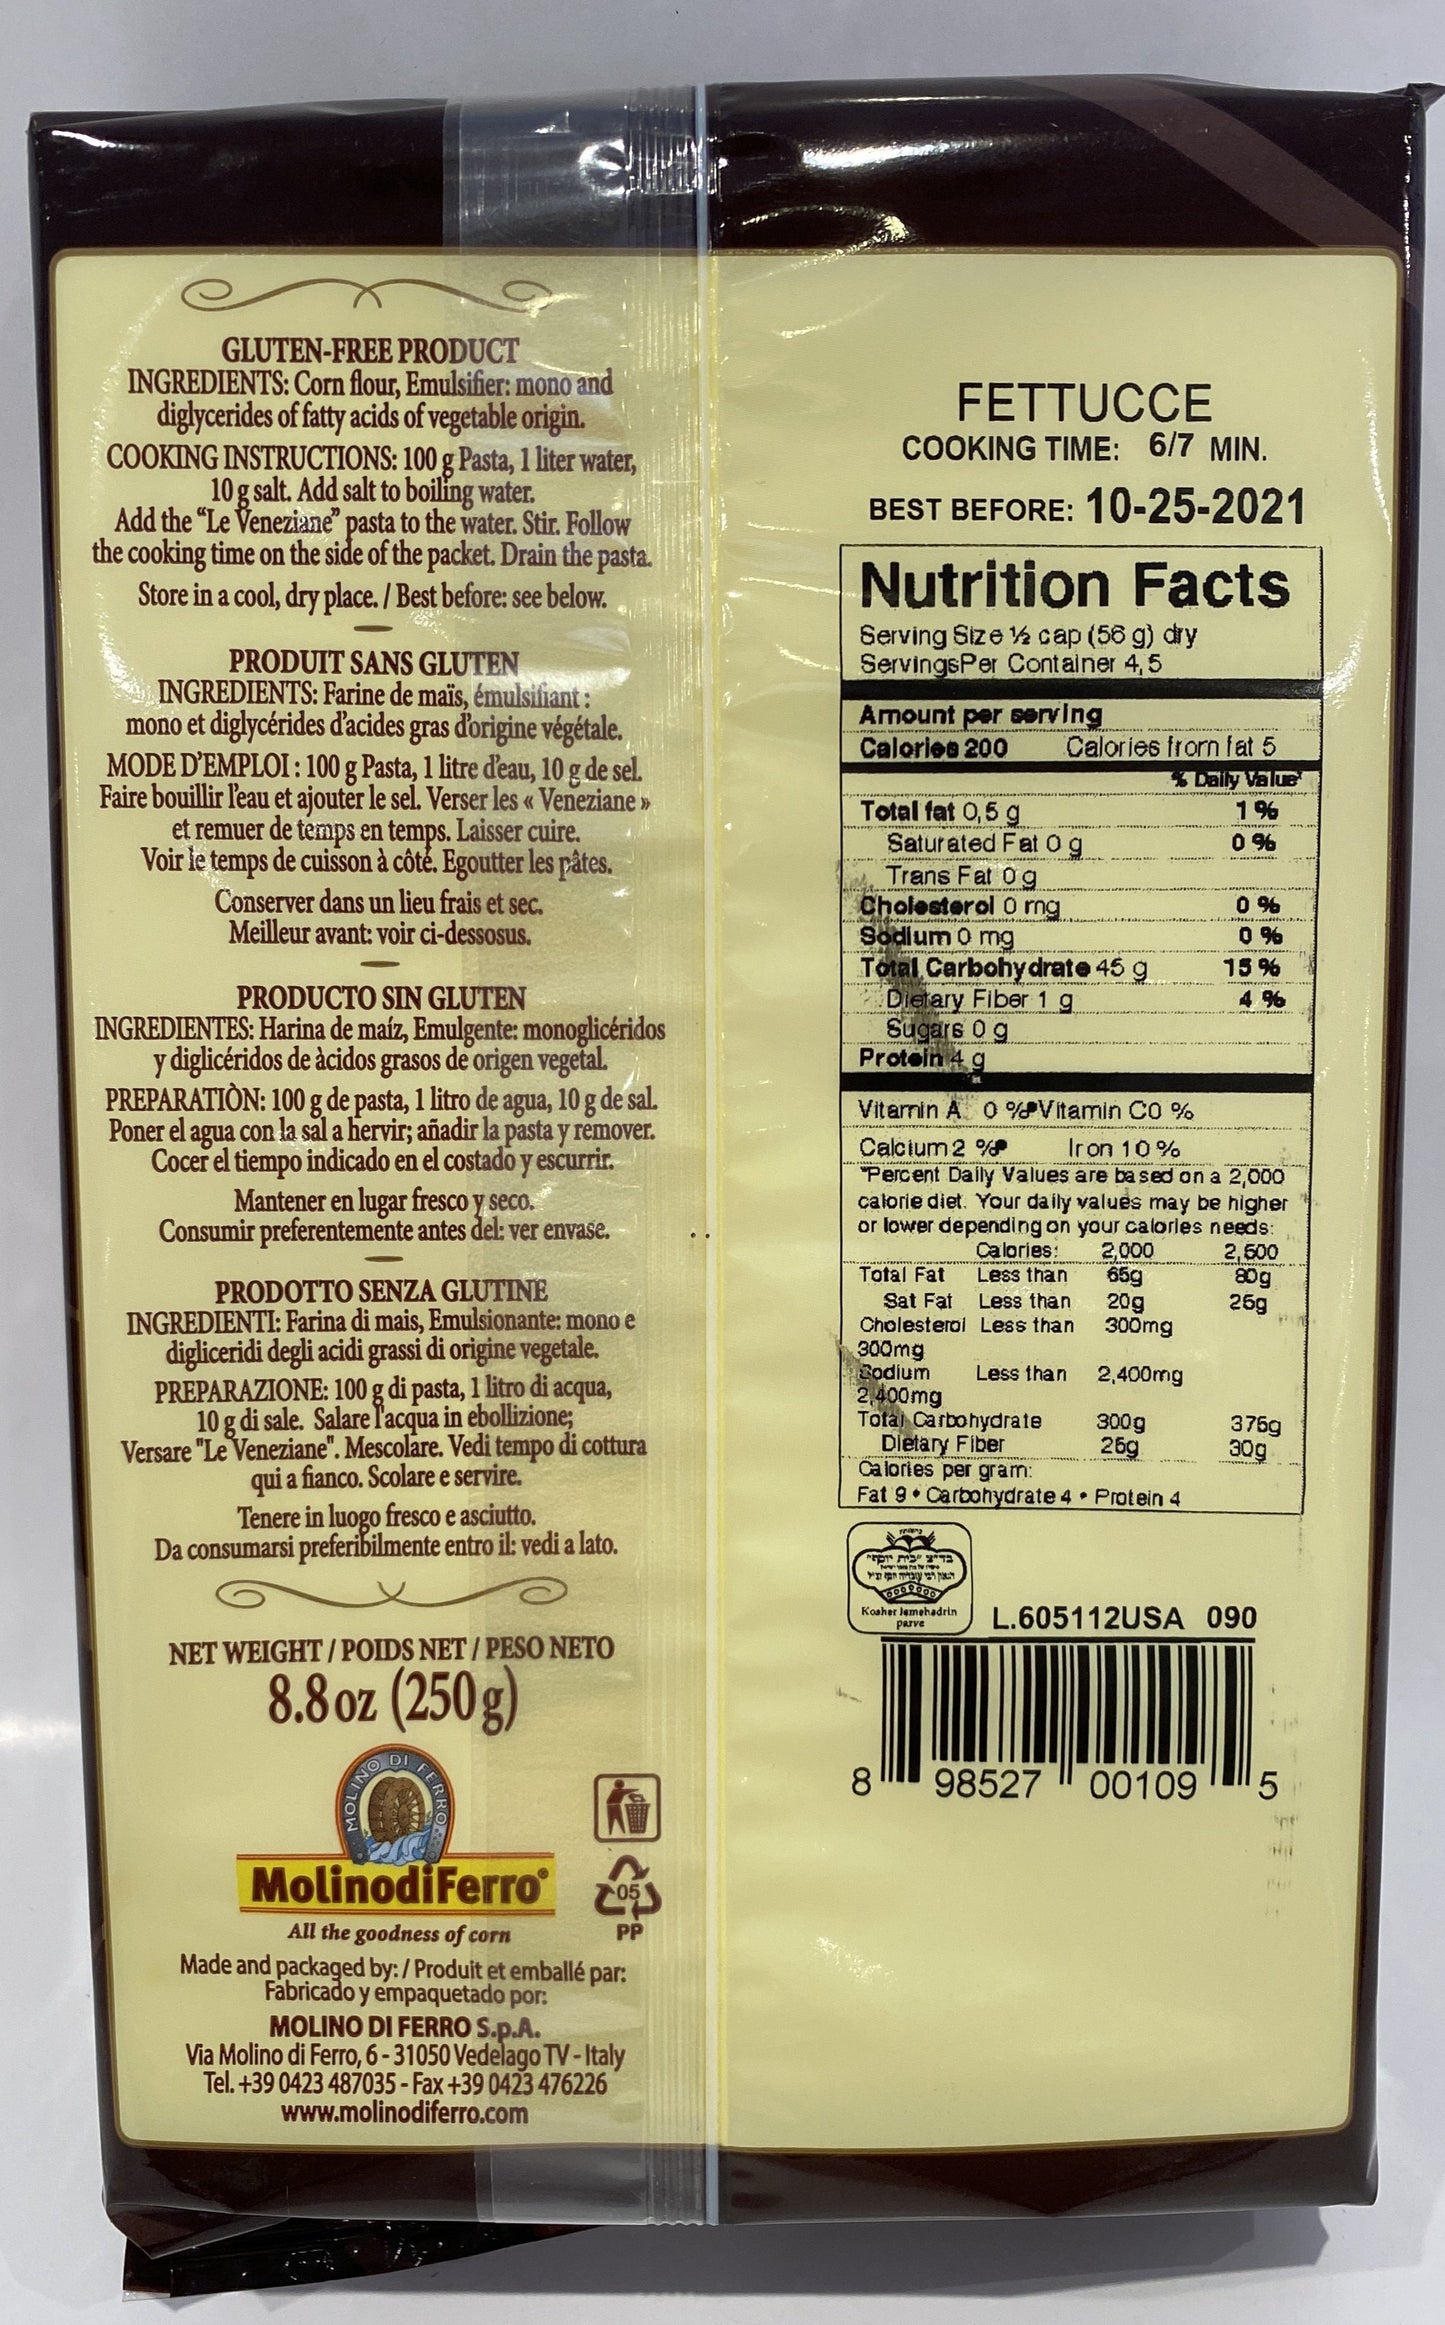 GLUTEN-FREE PRODUCT
INGREDIENTS: Corn flour, Emulsifier: mono and
diglycerides of fatty acids of vegetable origin.
COOKING INSTRUCTIONS: 100 g Pasta, 1 liter water,
10 g salt. Add salt to boiling water.
Add the “Le Veneziane” pasta to the water. Stir. Follow
the cooking time on the side of the packet. Drain the pasta.
Store in a cool, dry place. / Best before: see below.
PRODUIT SANS GLUTEN
INGREDIENTS: Farine de maïs, émulsifiant :
mono et diglycérides d'acides gras d'origine végétale.
MODE D'EMPLOI : 100 g Pasta, 1 litre d'eau, 10 g de sel.
Faire bouillir l'eau et ajouter le sel. Verser les « Veneziane »
et remuer de temps en temps. Laisser cuire.
Voir le temps de cuisson à côté. Egoutter les pâtes.
Conserver dans un lieu frais et sec.
Meilleur avant: voir ci-dessosus.
PRODUCTO SIN GLUTEN
INGREDIENTES: Harina de maíz, Emulgente: monoglicéridos
y diglicéridos de àcidos grasos de origen vegetal.
PREPARATIÒN: 100 g de pasta, 1 litro de agua, 10 g de sal.
Poner el agua con la sal a hervir; añadir la pasta y remover.
Cocer el tiempo indicado en el costado y escurrir.
Mantener en lugar fresco y seco.
Consumir preferentemente antes del: ver envase.
PRODOTTO SENZA GLUTINE
INGREDIENTI: Farina di mais, Emulsionante: mono e
digliceridi degli acidi grassi di origine vegetale.
PREPARAZIONE: 100 g di pasta, 1 litro di acqua,
10 g di sale. Salare l'acqua in ebollizione;
Versare "Le Veneziane". Mescolare. Vedi tempo di cottura
qui a fianco. Scolare e servire.
Tenere in luogo fresco e asciutto.
Da consumarsi preferibilmente entro il: vedi a lato.
NET WEIGHT / POIDS NET / PESO NETO
8.8 oz (250 g)
MOLINO DI FERRO
MolinodiFerro®
All the goodness of corn
05
PP
Made and packaged by: / Produit et emballé par:
Fabricado y empaquetado por:
MOLINO DI FERRO S.p.A.
Via Molino di Ferro, 6 - 31050 Vedelago TV - Italy
Tel. +39 0423 487035 - Fax +39 0423 476226
www.molinodiferro.com
FETTUCCE
COOKING TIME: 6/7 MIN.
BEST BEFORE: 10-25-2021
Nutrition Facts
Serving Size ½ cap (56 g) dry
ServingsPer Container 4,5
Amount per serving
Calories 200 Calories from fat 5
% Daily Value*
Total fat 0,5 g 1 %
Saturated Fat 0 g 0 %
Trans Fat 0 g
Cholesterol 0 mg 0 %
Sodium 0 mg 0 %
Total Carbohydrate 45 g 15 %
Dietary Fiber 1 g 4 %
Sugars 0 g
Protein 4 g
Vitamin A 0 % Vitamin C0 %
Calcium 2 % Iron 10 %
*Percent Daily Values are based on a 2,000
calorie diet. Your daily values may be higher
or lower depending on your calories needs:
Calories: 2,000 2,500
Total Fat Less than 65g 80g
Sat Fat Less than 20g 25g
Cholesterol Less than 300mg
300mg
Sodium Less than 2,400mg
2,400mg
Total Carbohydrate 300g 375g
Dietary Fiber 25g 30g
Calories per gram:
Fat 9 • Carbohydrate 4 • Protein 4
בד״צ "בית יוסף"
Kosher lemehadrin
parve
L.605112USA 090
8 98527 00109 5